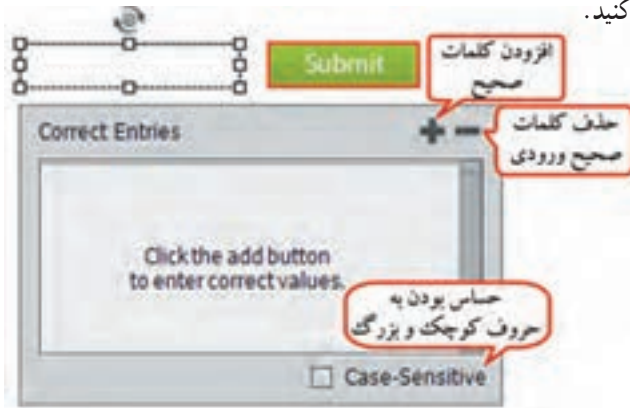 کنید.
Submit
افزودن کلمات
صحیح
Correct Entries
حذف کلمات
صحیح ورودی
Click the add button
to enter correct values.
حساس بودن به
حروف کوچک و بزرگ
Case-Sensitive